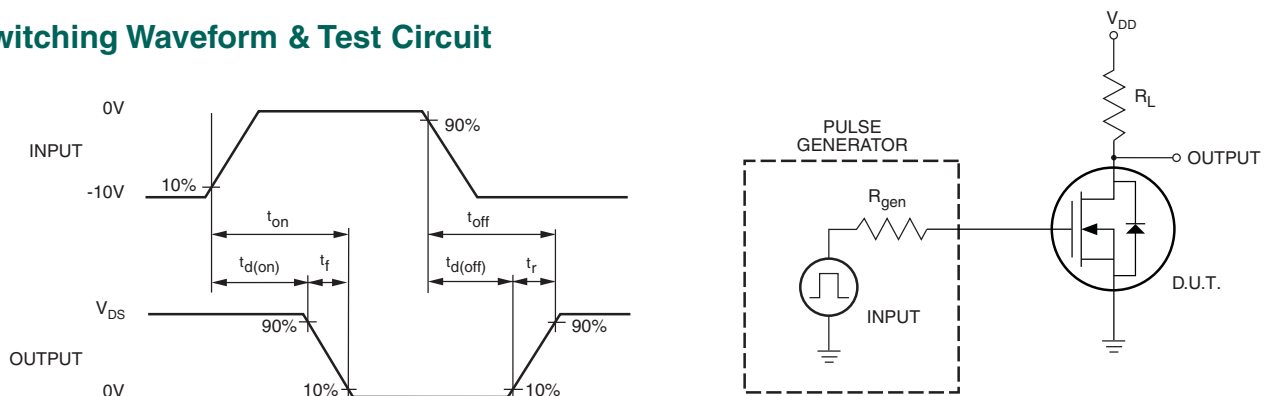 witching Waveform & Test Circuit
0V
INPUT
-10V
10%
90%
ton
toff
td(on)
tf
td(off)
tr
VDS
90%
90%
OUTPUT
0V
10%
10%
VDD
RL
PULSE
GENERATOR
OUTPUT
Rgen
D.U.T.
INPUT